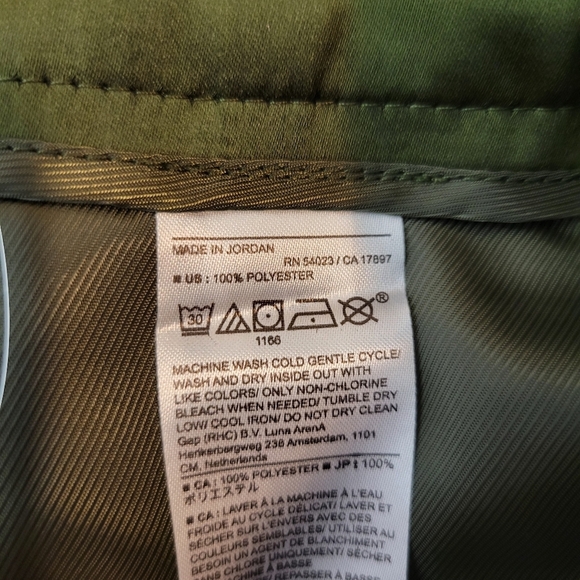 MADE IN JORDAN
RN 54023 / CA 17897
■ US : 100% POLYESTER
30
®
1166
MACHINE WASH COLD GENTLE CYCLE/
WASH AND DRY INSIDE OUT WITH
LIKE COLORS/ ONLY NON-CHLORINE
BLEACH WHEN NEEDED/ TUMBLE DRY
LOW/ COOL IRON/ DO NOT DRY CLEAN
Gap (RHC) B.V. Luna ArenA
Herikerbergweg 238 Amsterdam, 1101
CM, Netherlands
■ CA : 100% POLYESTER ■ JP : 100%
ポリエステル
■ CA : LAVER À LA MACHINE À L'EAU
FROIDE AU CYCLE DÉLICAT/ LAVER ET
SÉCHER SUR L'ENVERS AVEC DES
COULEURS SEMBLABLES/ UTILISER AU
BESOIN UN AGENT DE BLANCHIMENT
SANS CHLORE UNIQUEMENT/ SÉCHER
À BASSE
REPASSER À BASSE